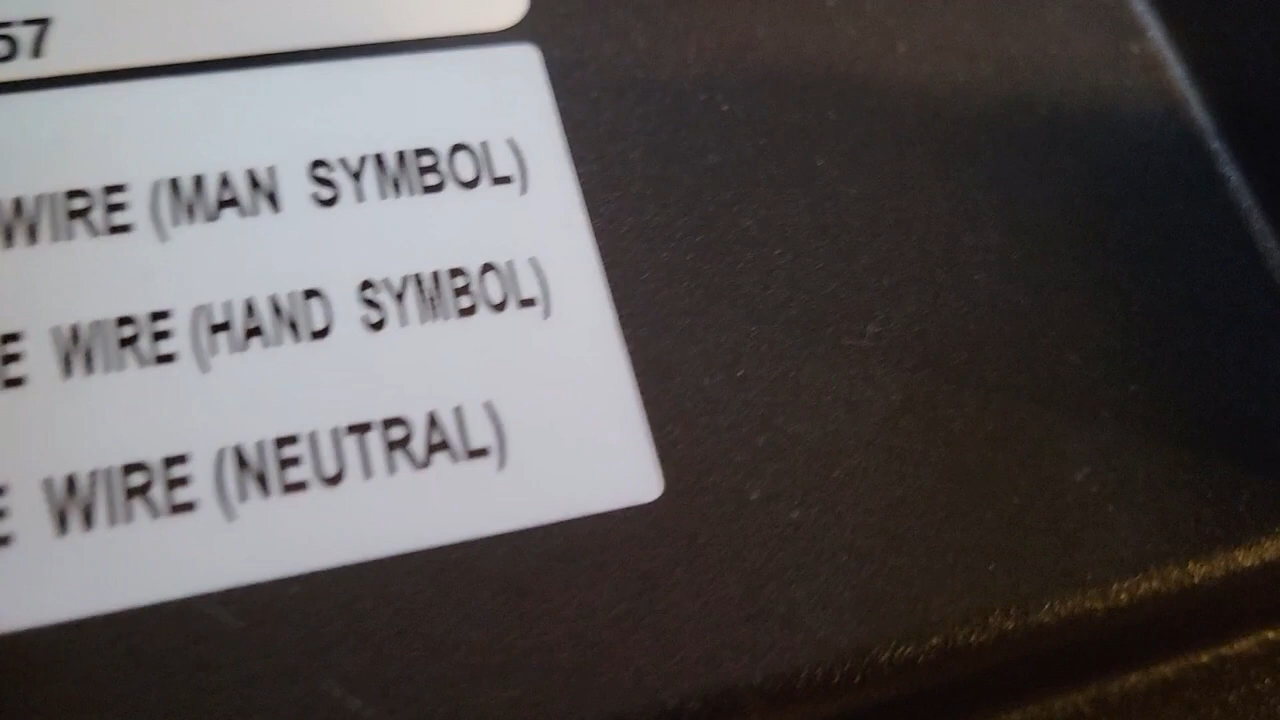 57
WIRE (MAN SYMBOL)
E WIRE (HAND SYMBOL)
E WIRE (NEUTRAL)